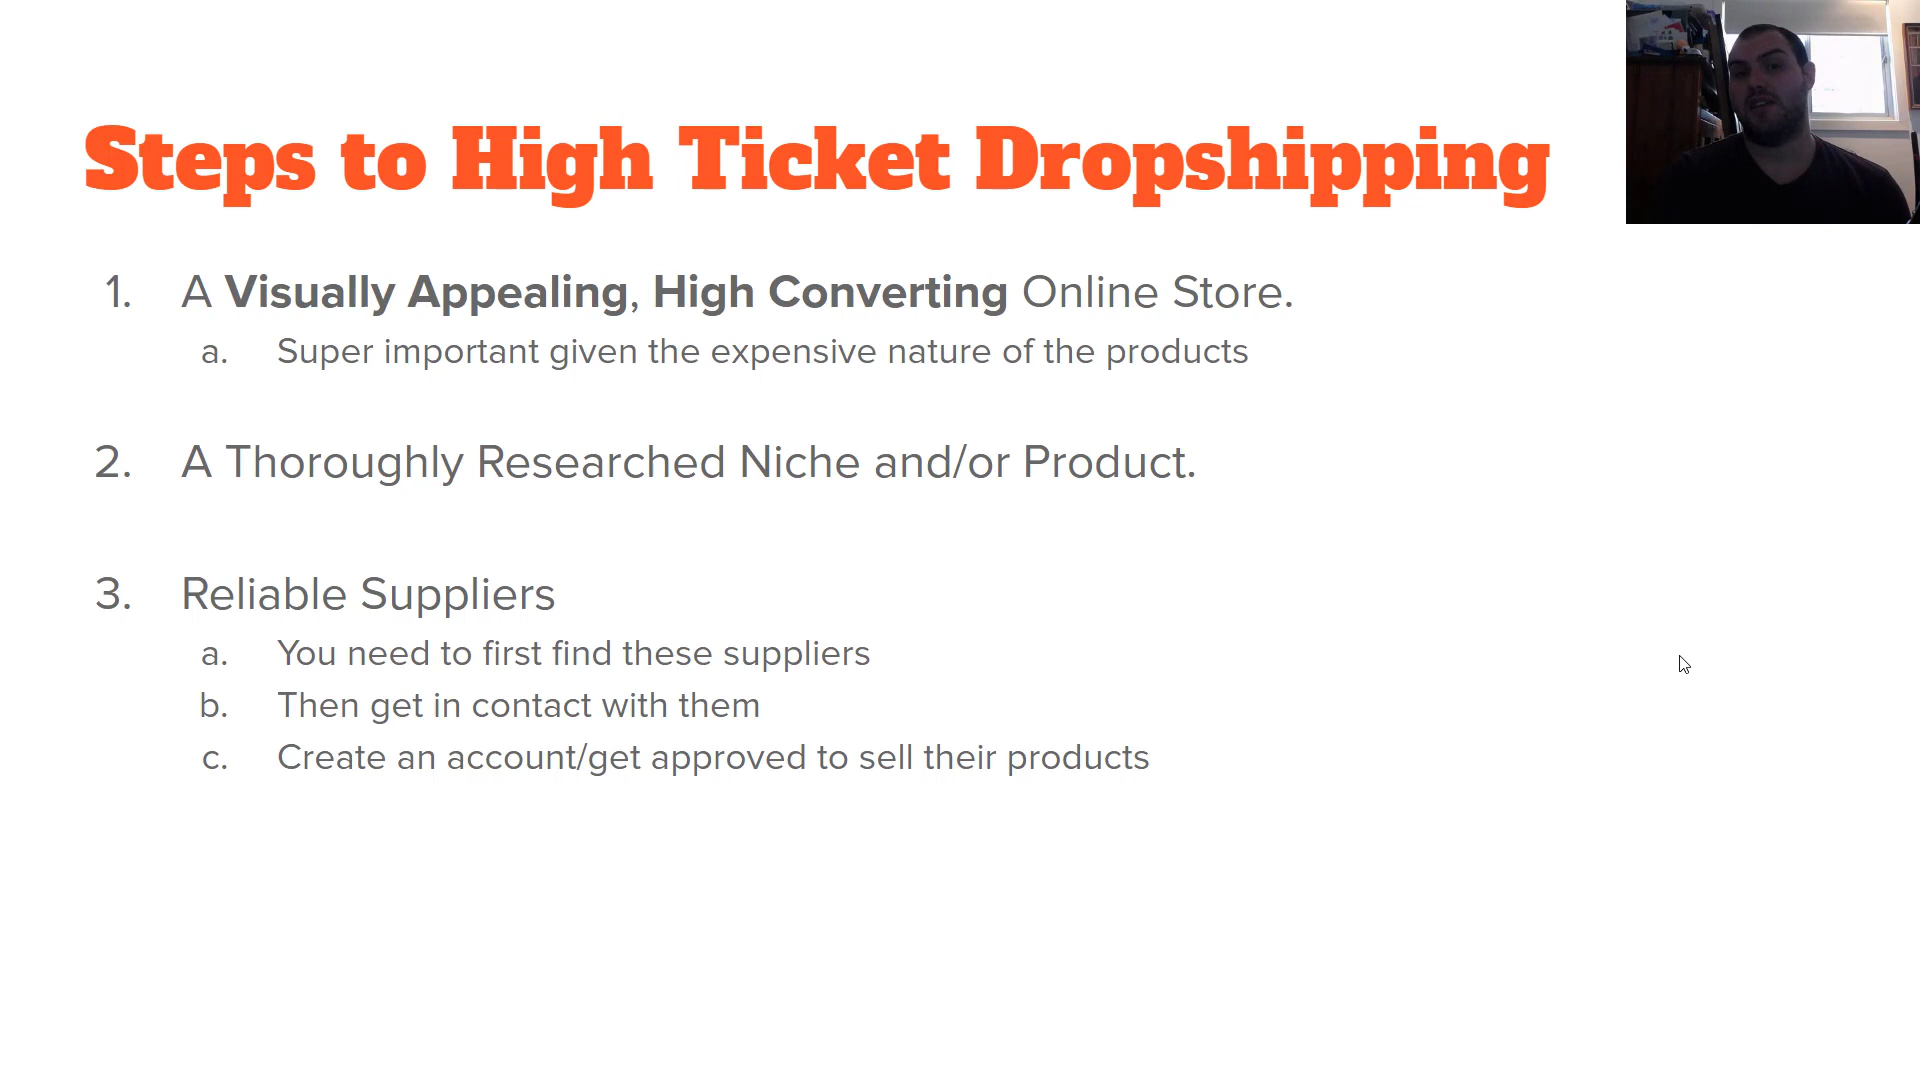 Steps to High Ticket Dropshipping
1. A Visually Appealing, High Converting Online Store.
a. Super important given the expensive nature of the products
2. A Thoroughly Researched Niche and/or Product.
3. Reliable Suppliers
a. You need to first find these suppliers
b. Then get in contact with them
c. Create an account/get approved to sell their products